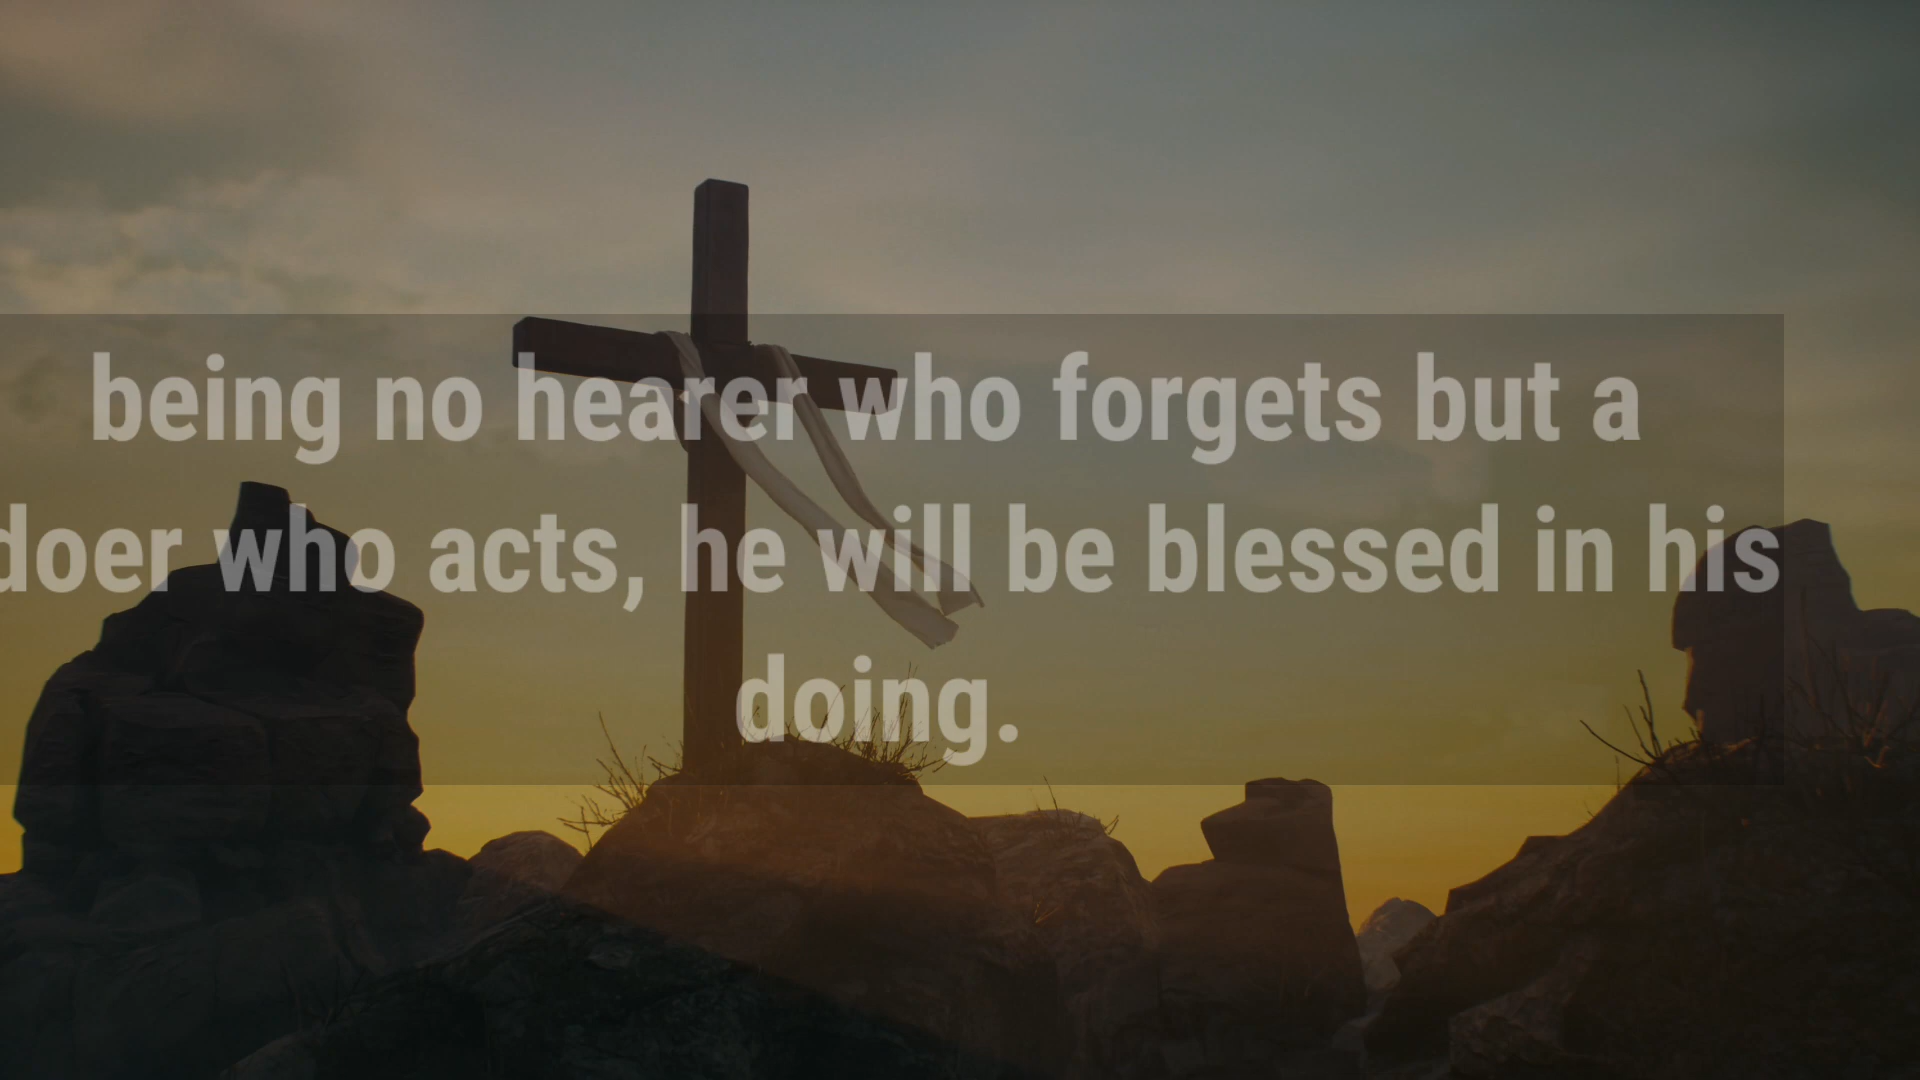 being no hearer who forgets but a
doer who acts, he will be blessed in his
doing.